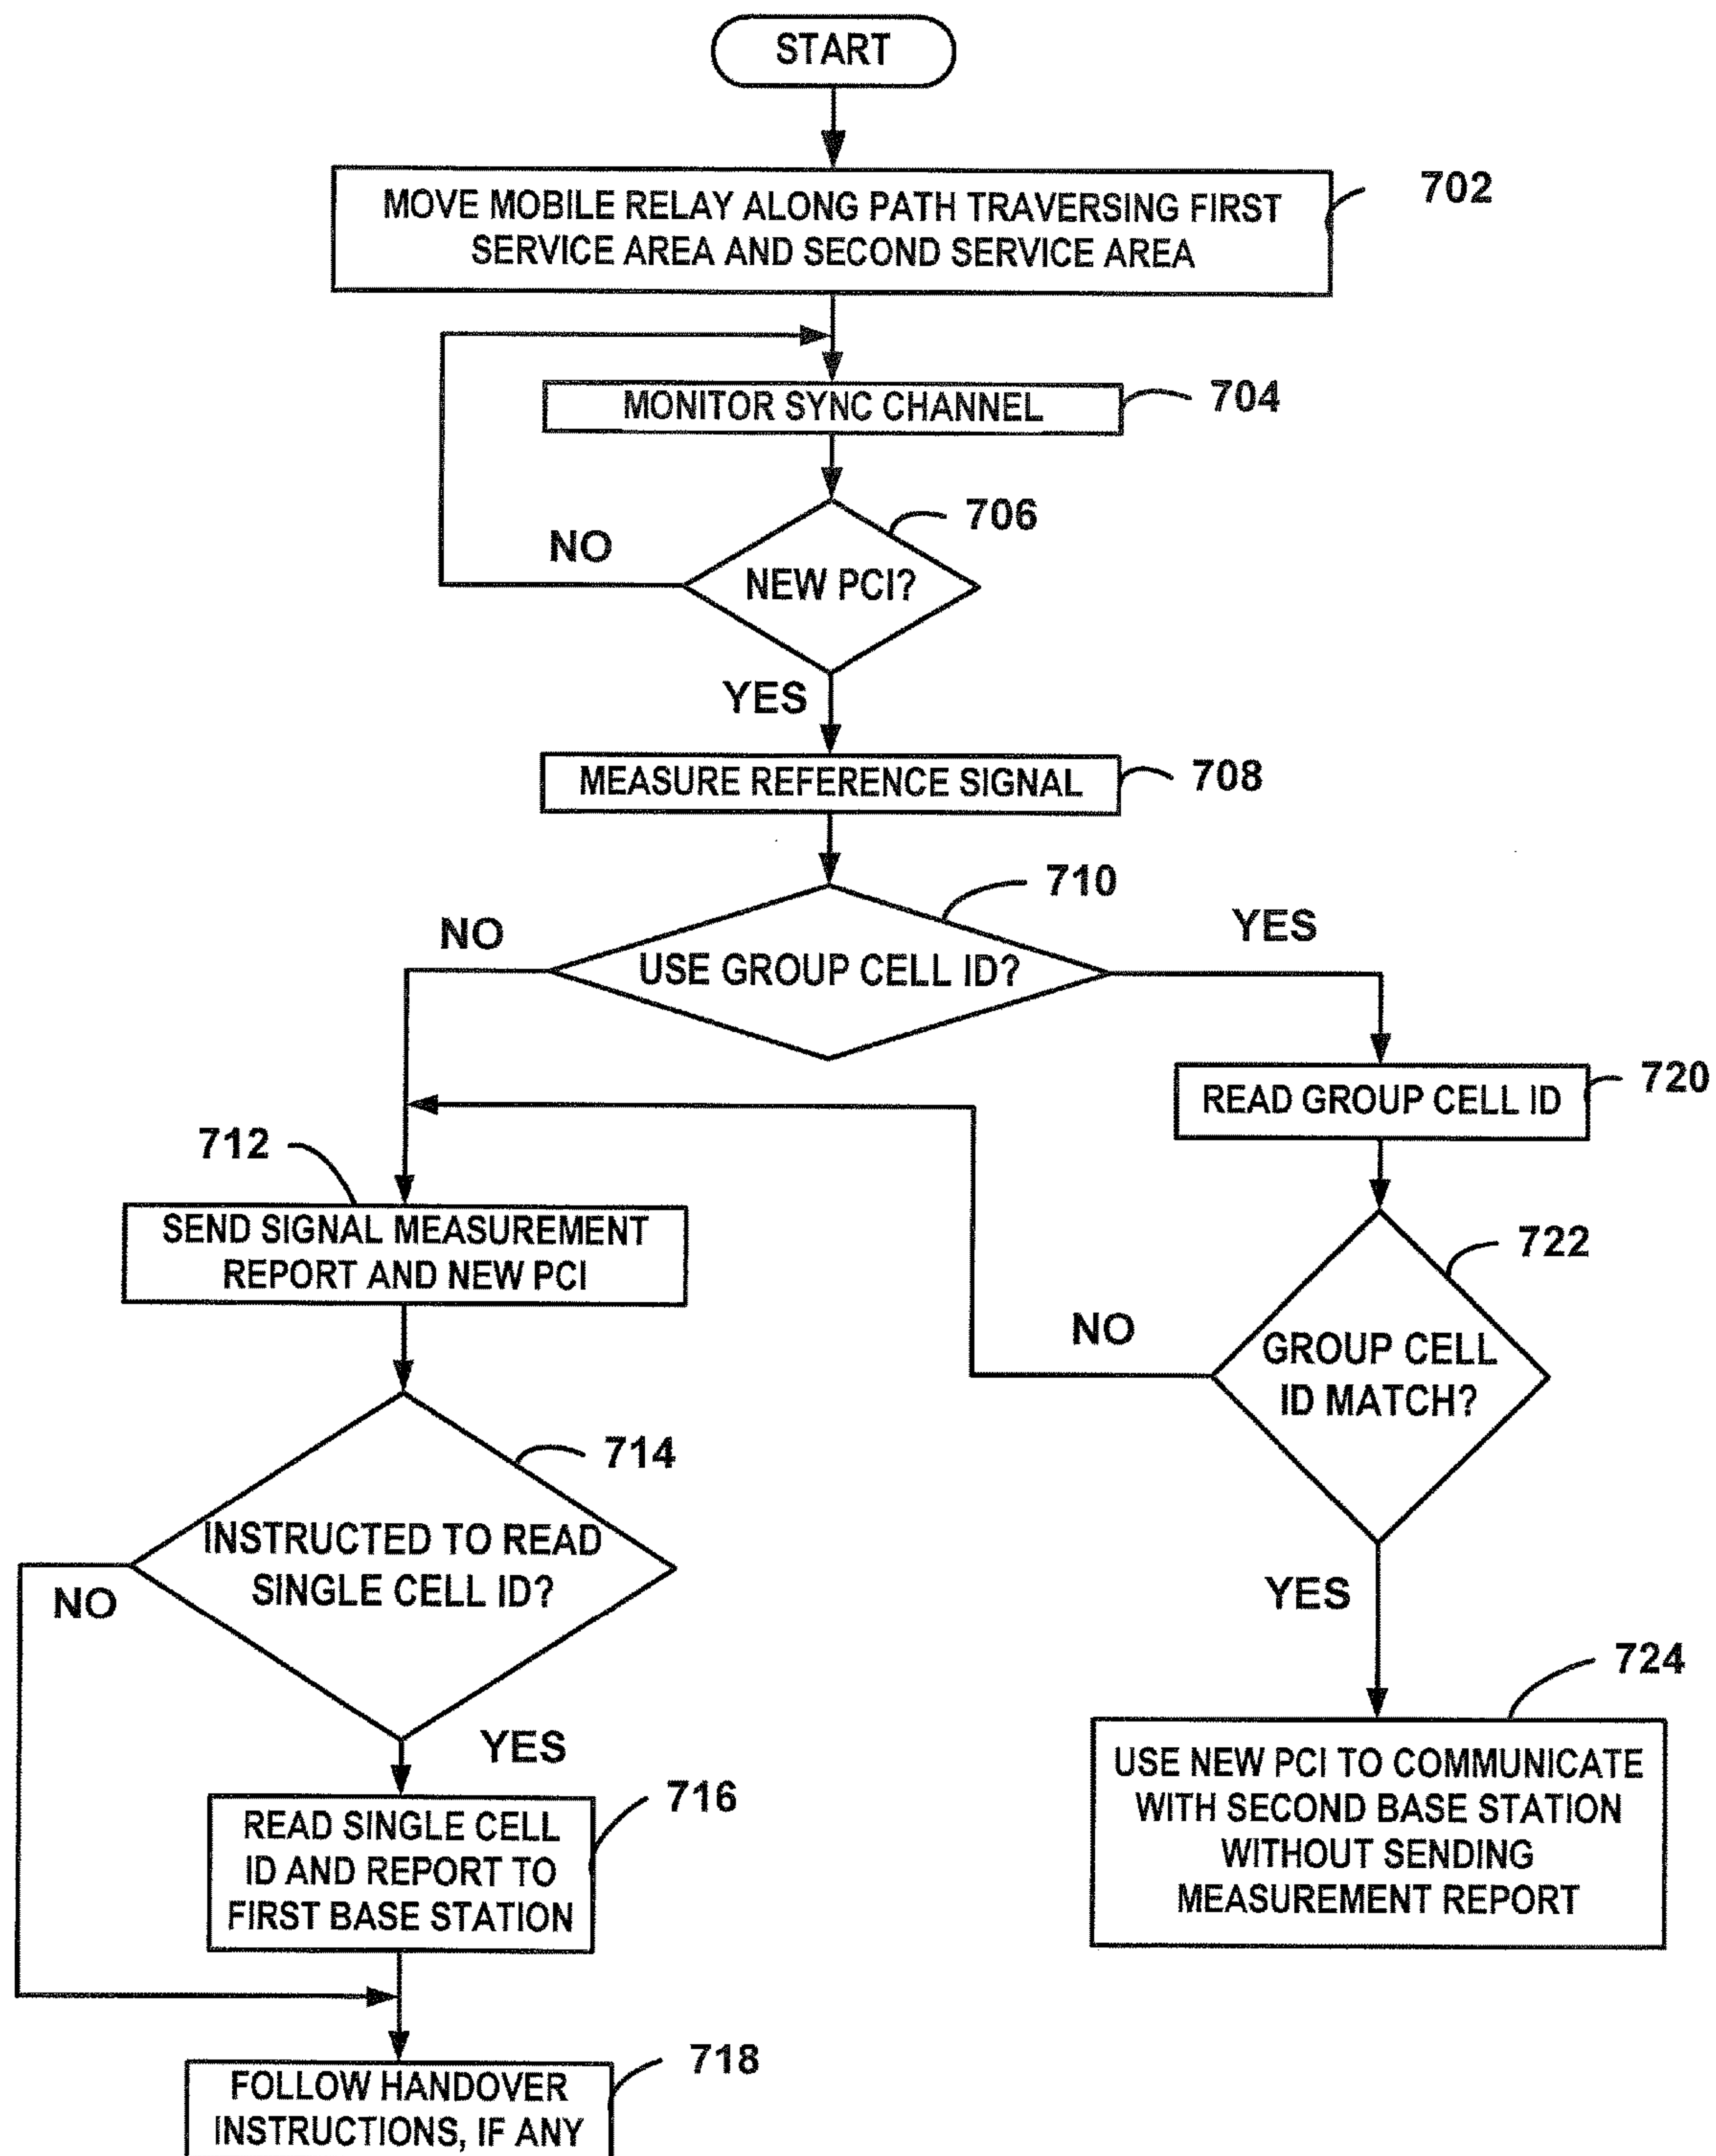 START
MOVE MOBILE RELAY ALONG PATH TRAVERSING FIRST
SERVICE AREA AND SECOND SERVICE AREA
702
MONITOR SYNC CHANNEL
704
706
NO
NEW PCI?
YES
MEASURE REFERENCE SIGNAL
708
710
NO
YES
USE GROUP CELL ID?
READ GROUP CELL ID
720
712
SEND SIGNAL MEASUREMENT
REPORT AND NEW PCI
722
NO
GROUP CELL
ID MATCH?
714
INSTRUCTED TO READ
SINGLE CELL ID?
NO
YES
YES
724
716
READ SINGLE CELL
ID AND REPORT TO
FIRST BASE STATION
USE NEW PCI TO COMMUNICATE
WITH SECOND BASE STATION
WITHOUT SENDING
MEASUREMENT REPORT
718
FOLLOW HANDOVER
INSTRUCTIONS, IF ANY